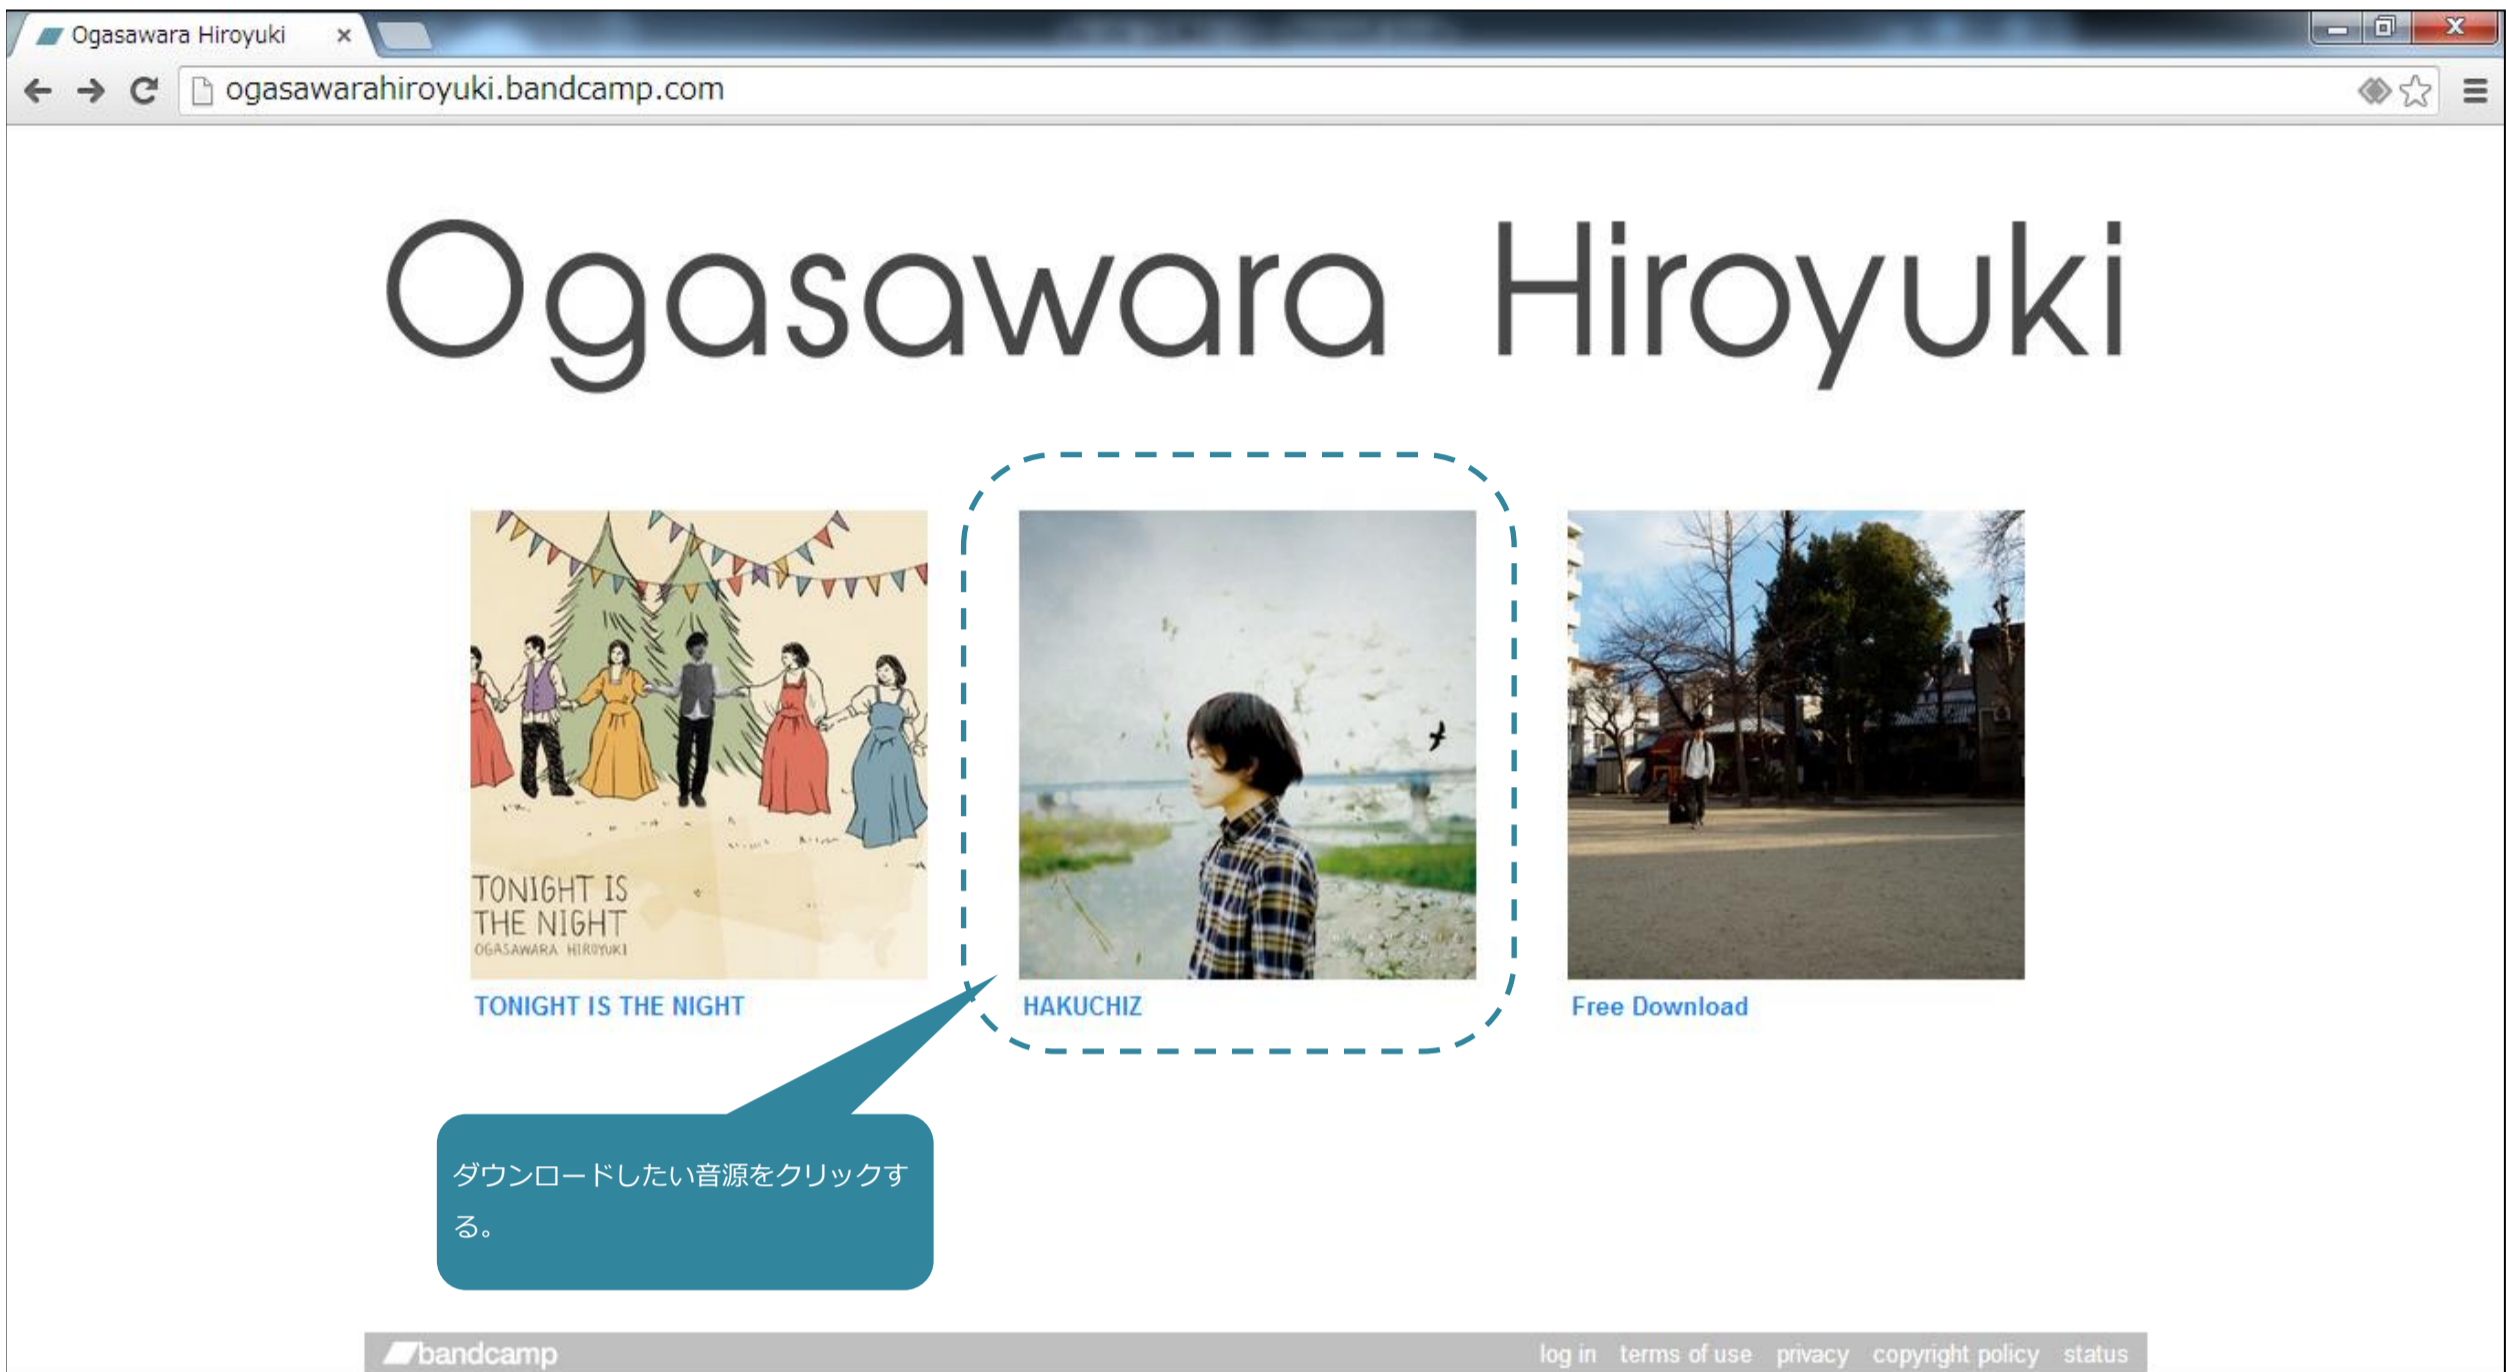 Ogasawara Hiroyuki
ogasawarahiroyuki.bandcamp.com
Ogasawara Hiroyuki
TONIGHT IS
THE NIGHT
OGASAWARA HIROYUKI
TONIGHT IS THE NIGHT
HAKUCHIZ
Free Download
ダウンロードしたい音源をクリックす
る。
bandcamp
log in terms of use privacy copyright policy status